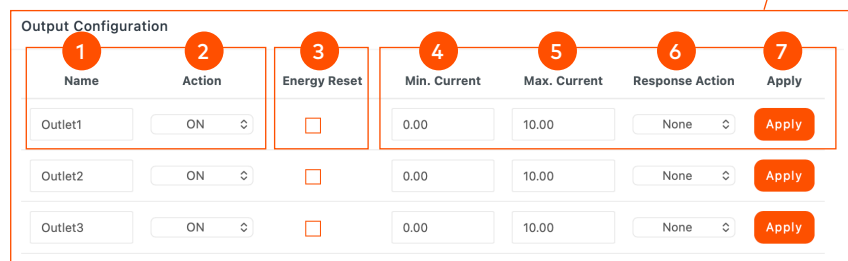 Output Configuration
1 2 3 4 5 6 7
Name Action Energy Reset Min. Current Max. Current Response Action Apply
Outlet1 ON 0.00 10.00 None Apply
Outlet2 ON 0.00 10.00 None Apply
Outlet3 ON 0.00 10.00 None Apply